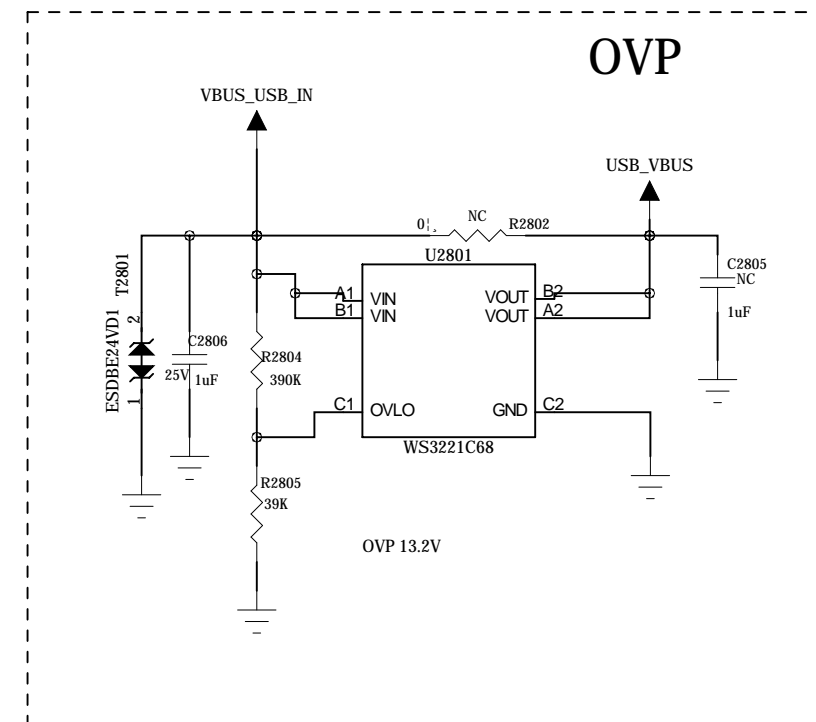 OVP
VBUS_USB_IN
USB_VBUS
0¦¸ NC R2802
U2801
T2801
ESDBE24VD1
2
1
C2806
25V 1uF
A1 VIN
B1 VIN
VOUT B2
VOUT A2
C2805
NC
1uF
R2804
390K
C1 OVLO
GND C2
WS3221C68
R2805
39K
OVP 13.2V